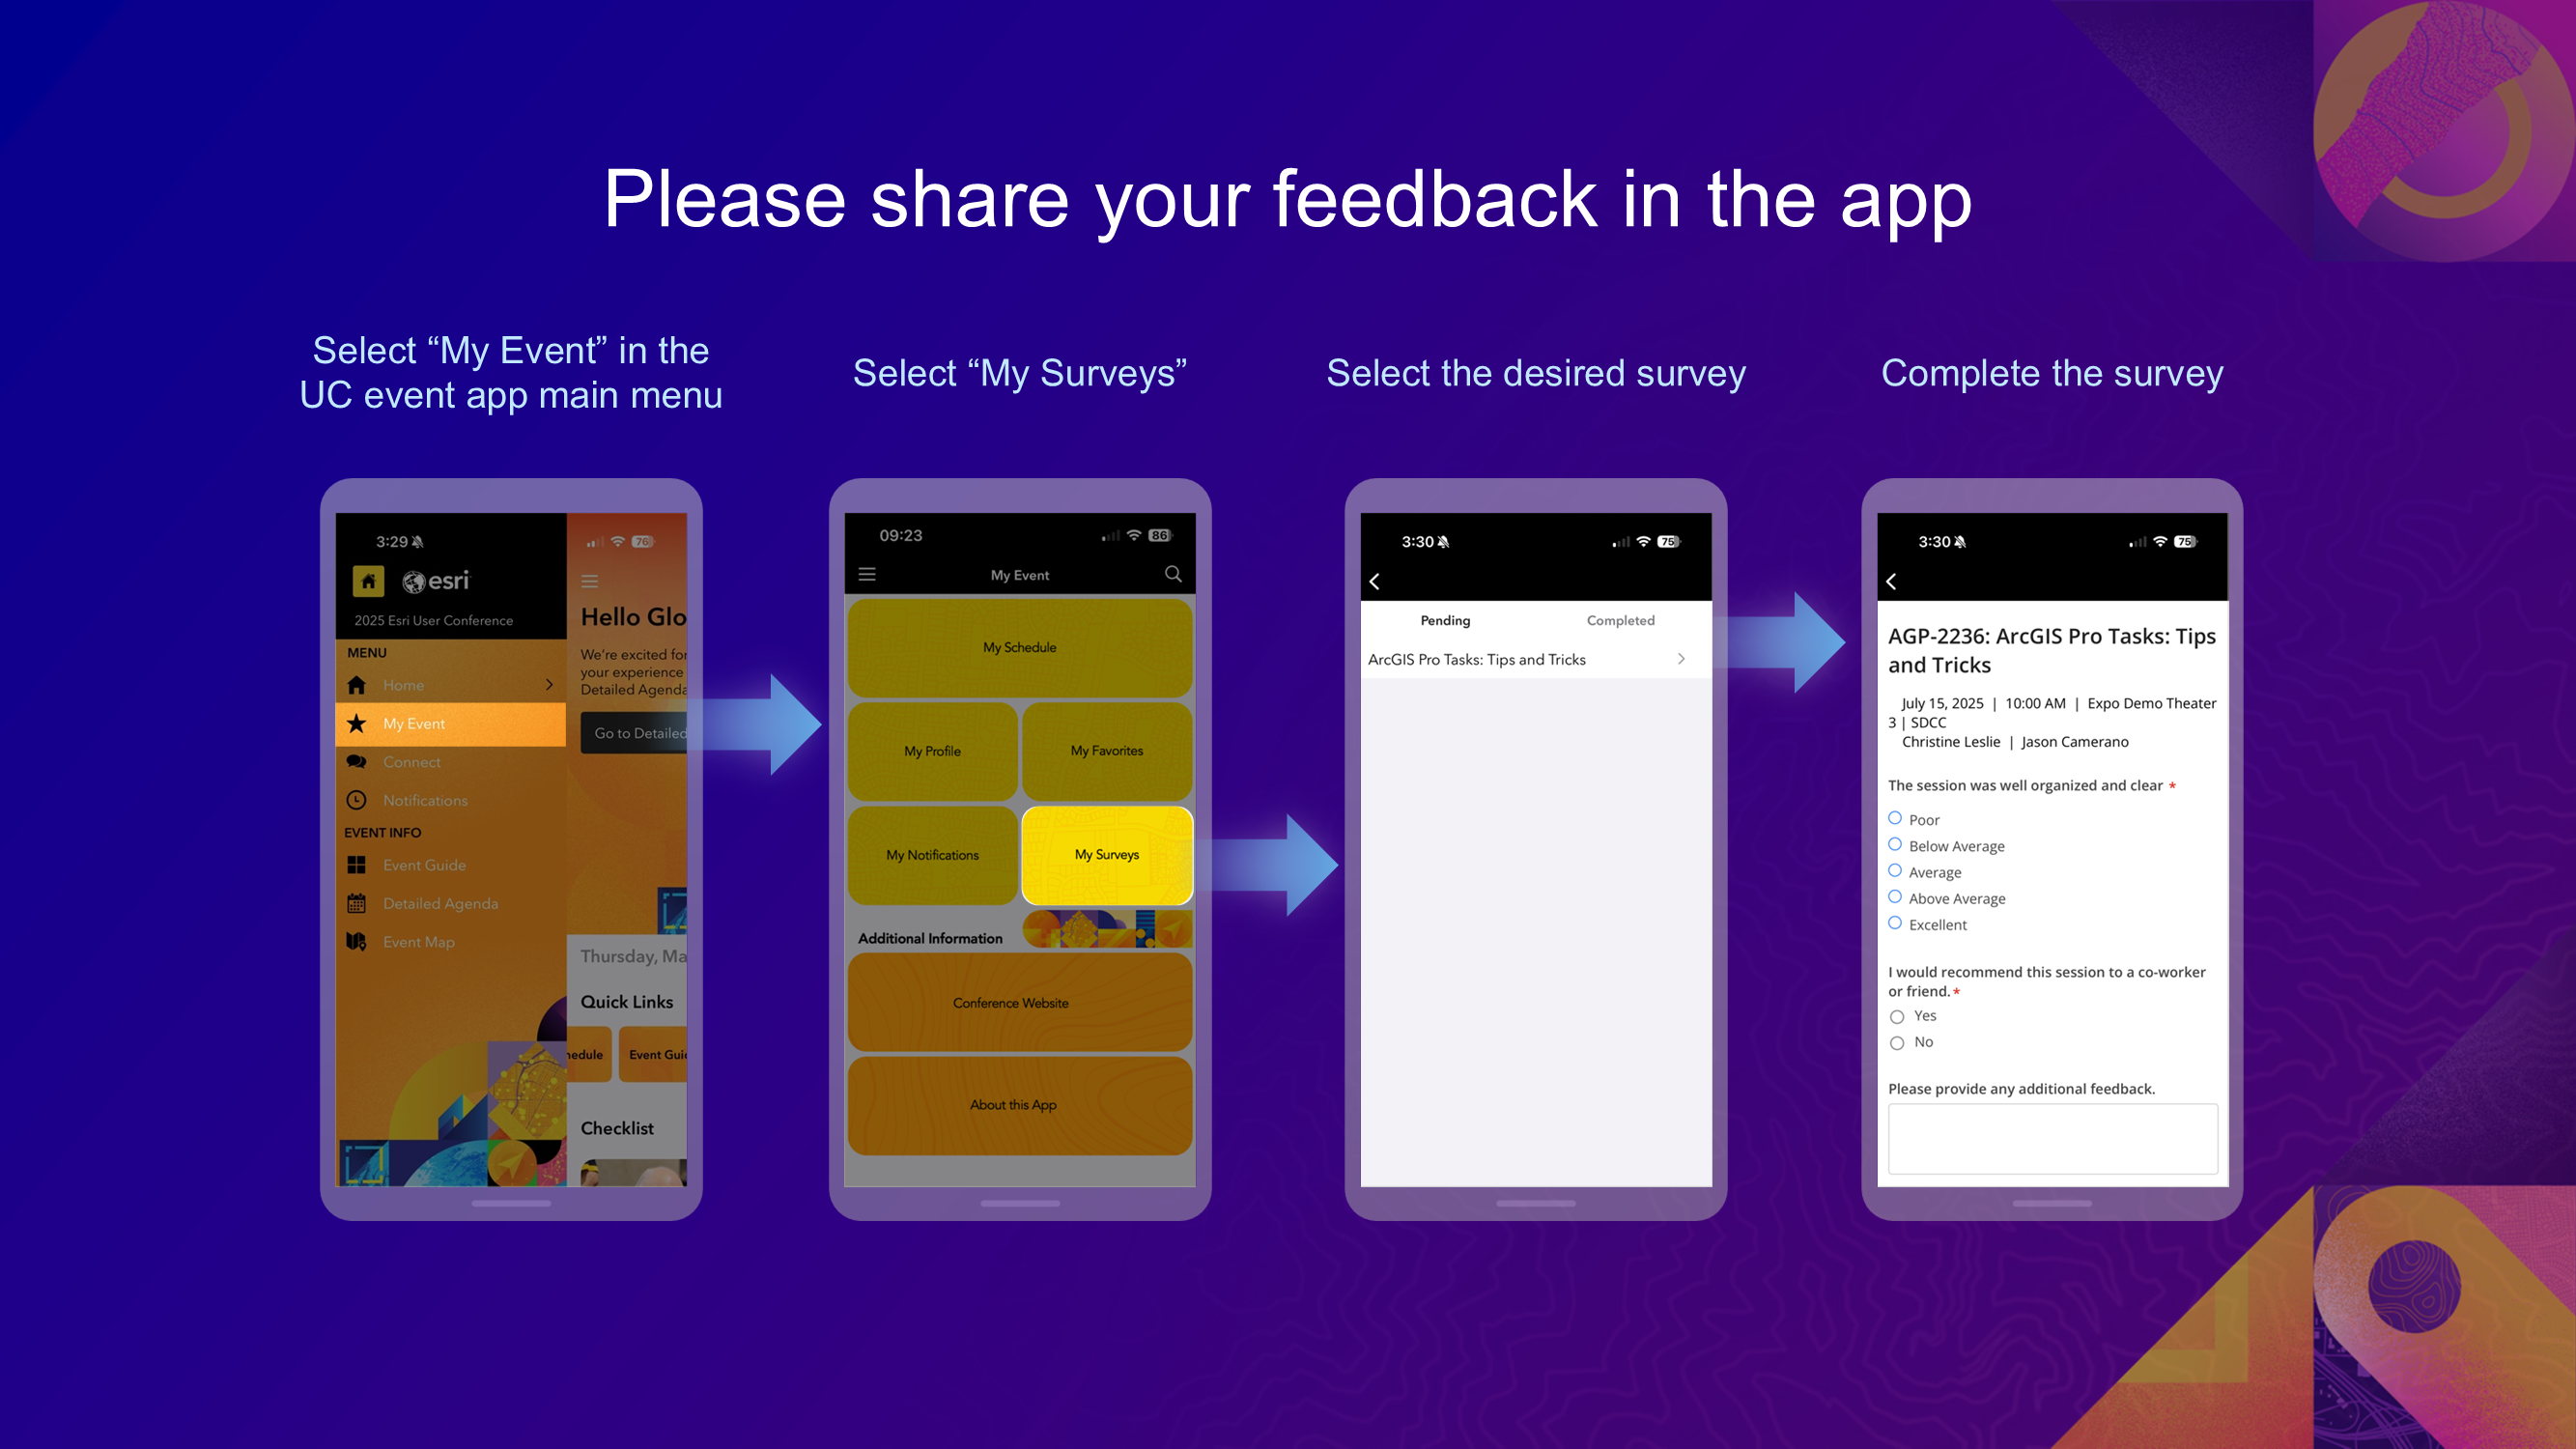 Please share your feedback in the app
Select “My Event” in the
UC event app main menu
Select “My Surveys”
Select the desired survey
Complete the survey
3:29
76
esri
2025 Esri User Conference
MENU
Home
My Event
Connect
Notifications
EVENT INFO
Event Guide
Detailed Agenda
Event Map
Hello Glo
We’re excited for
your experience
Detailed Agenda
Go to Detailed
Thursday, Ma
Quick Links
hedule
Event Gui
Checklist
09:23
86
My Event
My Schedule
My Profile
My Favorites
My Notifications
My Surveys
Additional Information
Conference Website
About this App
3:30
75
Pending
Completed
ArcGIS Pro Tasks: Tips and Tricks
3:30
75
AGP-2236: ArcGIS Pro Tasks: Tips
and Tricks
July 15, 2025 | 10:00 AM | Expo Demo Theater
3 | SDCC
Christine Leslie | Jason Camerano
The session was well organized and clear *
Poor
Below Average
Average
Above Average
Excellent
I would recommend this session to a co-worker
or friend. *
Yes
No
Please provide any additional feedback.